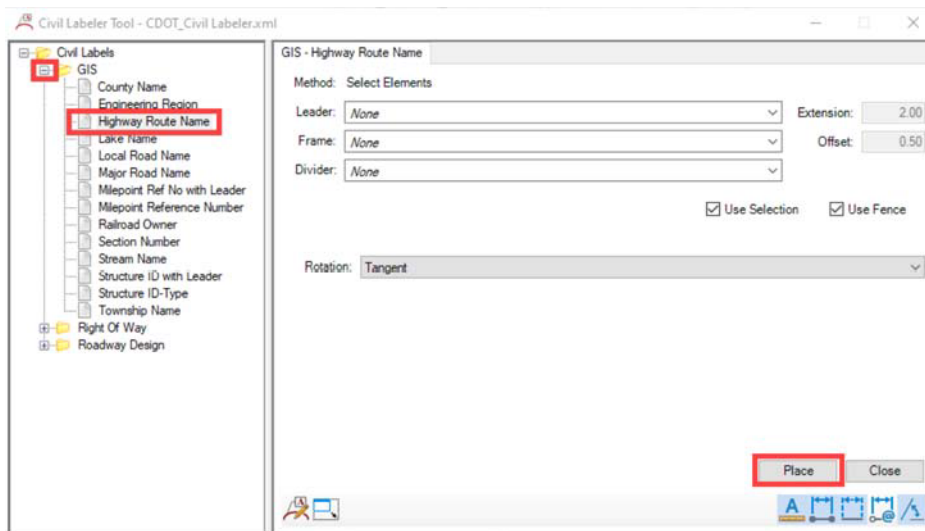 Civil Labeler Tool - CDOT_Civil Labeler.xml
Civil Labels
GIS
County Name
Engineering Region
Highway Route Name
Lake Name
Local Road Name
Major Road Name
Milepoint Ref No with Leader
Milepoint Reference Number
Railroad Owner
Section Number
Stream Name
Structure ID with Leader
Structure ID-Type
Township Name
Right Of Way
Roadway Design
GIS - Highway Route Name
Method: Select Elements
Leader: None Extension: 2.00
Frame: None Offset: 0.50
Divider: None
Use Selection Use Fence
Rotation: Tangent
Place Close